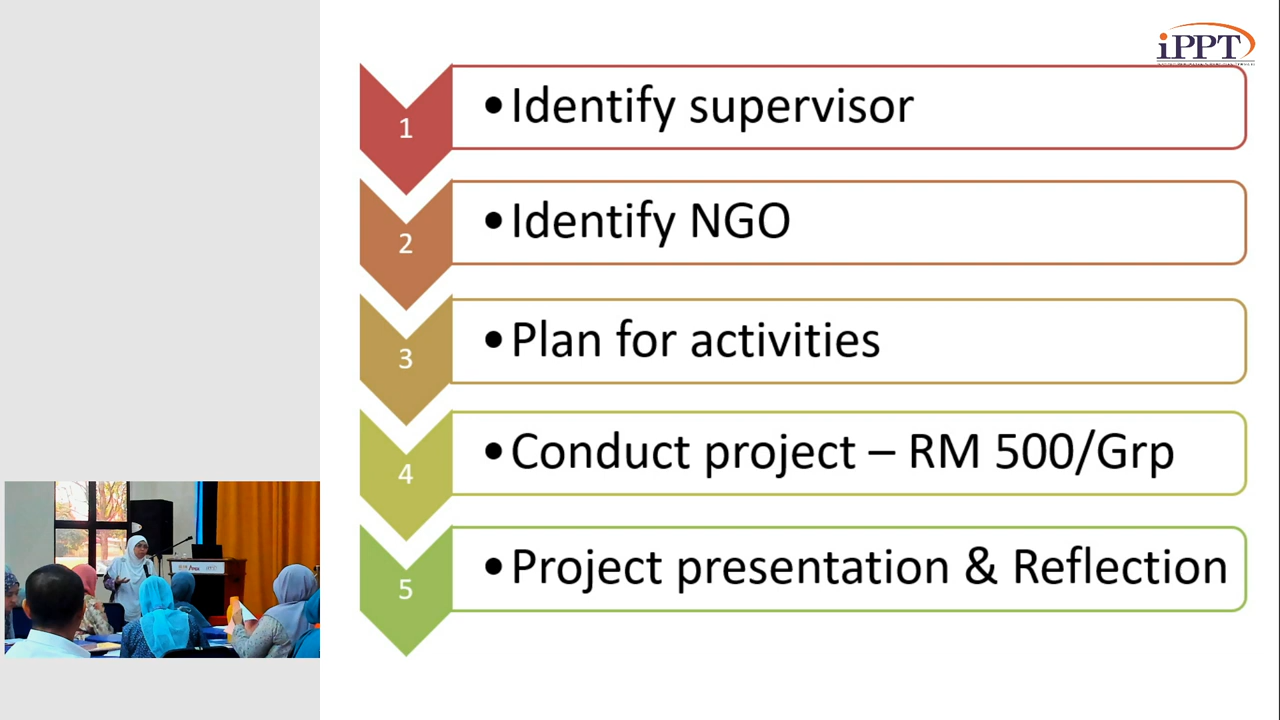 iPPT
1
•Identify supervisor
2
•Identify NGO
3
•Plan for activities
4
•Conduct project – RM 500/Grp
5
•Project presentation & Reflection